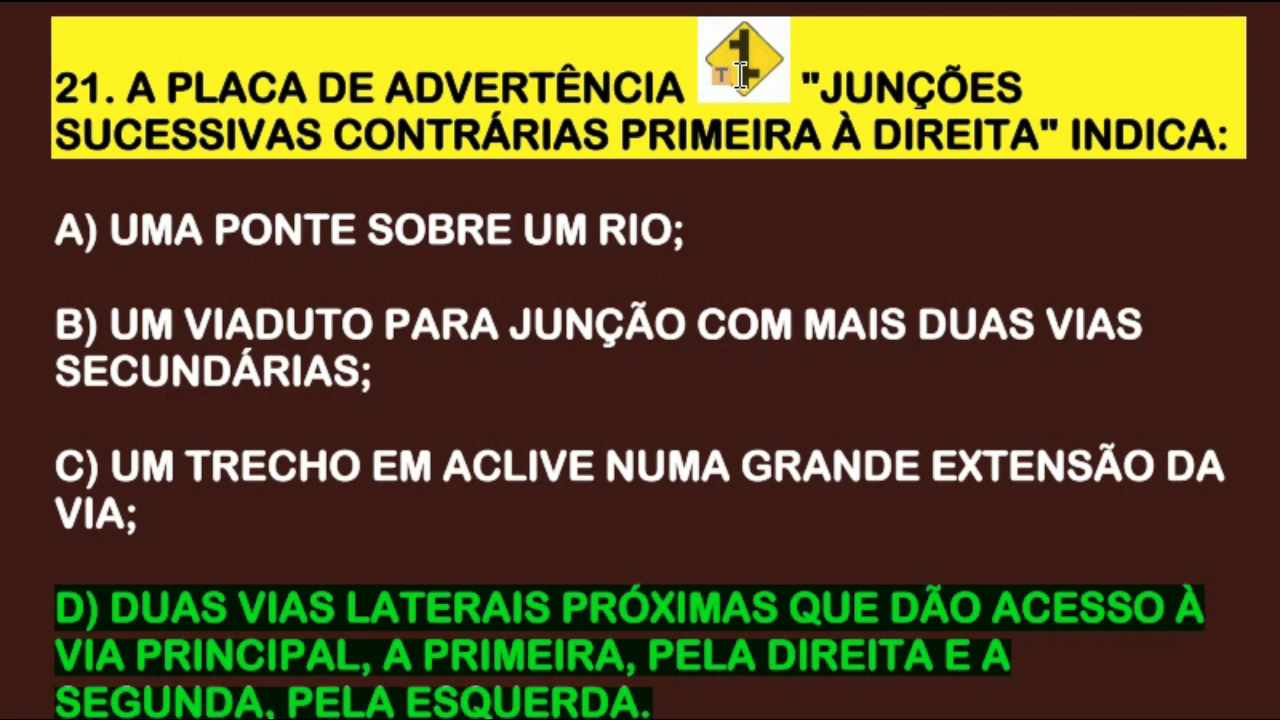 21. A PLACA DE ADVERTÊNCIA T "JUNÇÕES
SUCESSIVAS CONTRÁRIAS PRIMEIRA À DIREITA" INDICA:
A) UMA PONTE SOBRE UM RIO;
B) UM VIADUTO PARA JUNÇÃO COM MAIS DUAS VIAS
SECUNDÁRIAS;
C) UM TRECHO EM ACLIVE NUMA GRANDE EXTENSÃO DA
VIA;
D) DUAS VIAS LATERAIS PRÓXIMAS QUE DÃO ACESSO À
VIA PRINCIPAL, A PRIMEIRA, PELA DIREITA E A
SEGUNDA, PELA ESQUERDA.